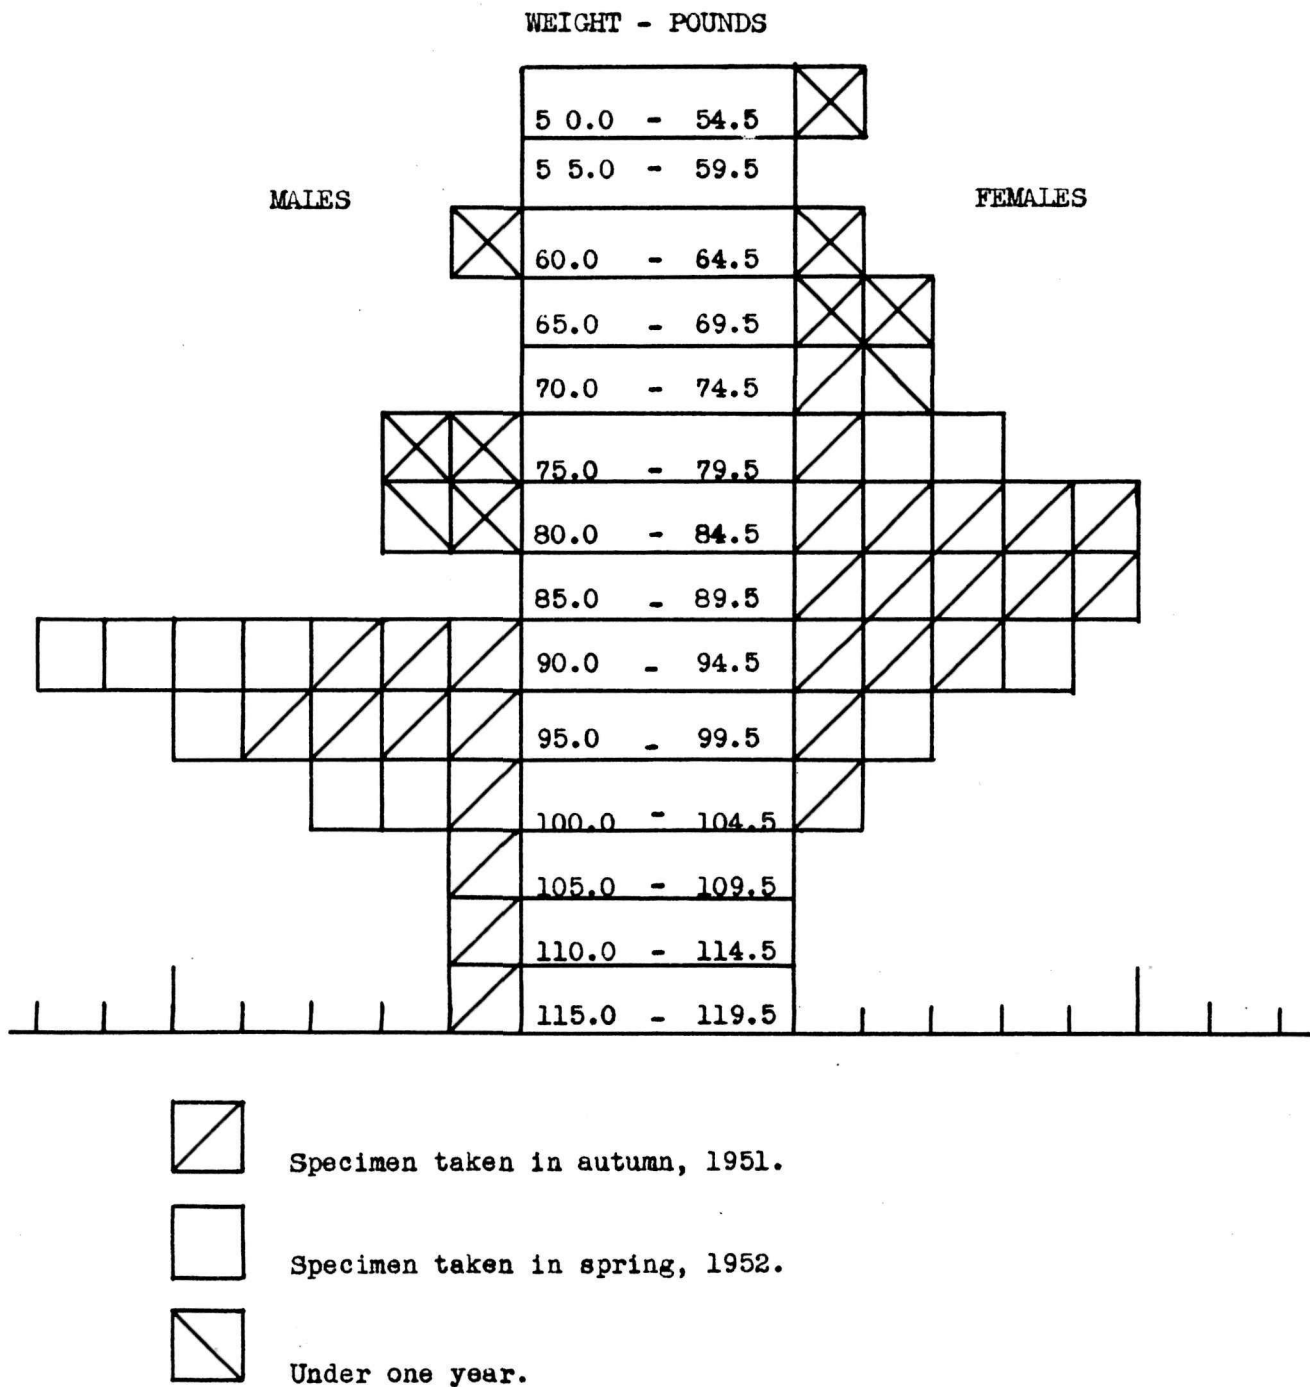 WEIGHT - POUNDS
5 0.0 - 54.5
5 5.0 - 59.5
MALES
FEMALES
60.0 - 64.5
65.0 - 69.5
70.0 - 74.5
75.0 - 79.5
80.0 - 84.5
85.0 - 89.5
90.0 - 94.5
95.0 - 99.5
100.0 - 104.5
105.0 - 109.5
110.0 - 114.5
115.0 - 119.5
Specimen taken in autumn, 1951.
Specimen taken in spring, 1952.
Under one year.